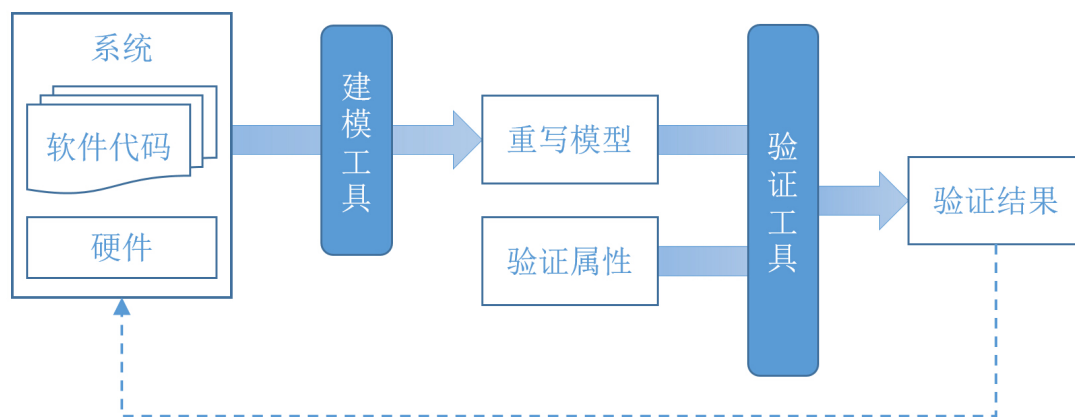 系统
软件代码
硬件
建模工具
重写模型
验证属性
验证工具
验证结果